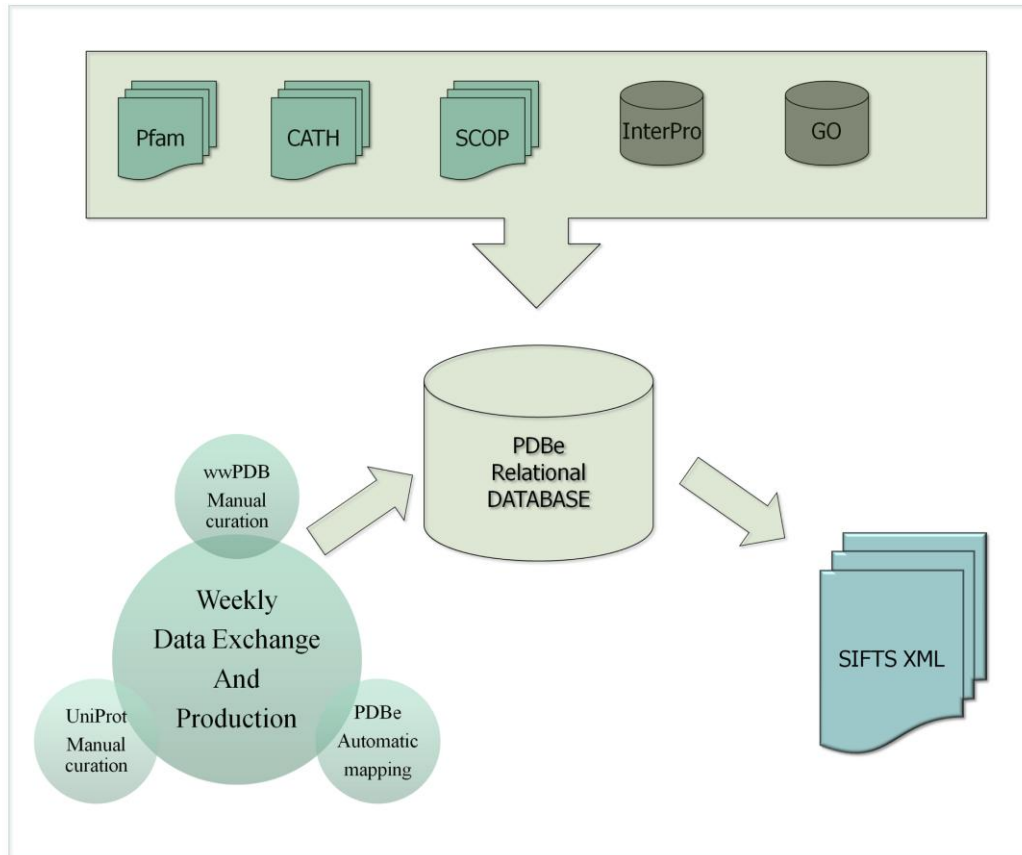 Pfam
CATH
SCOP
InterPro
GO
PDBe
Relational
DATABASE
wwPDB
Manual
curation
Weekly
Data Exchange
And
Production
UniProt
Manual
curation
PDBe
Automatic
mapping
SIFTS XML